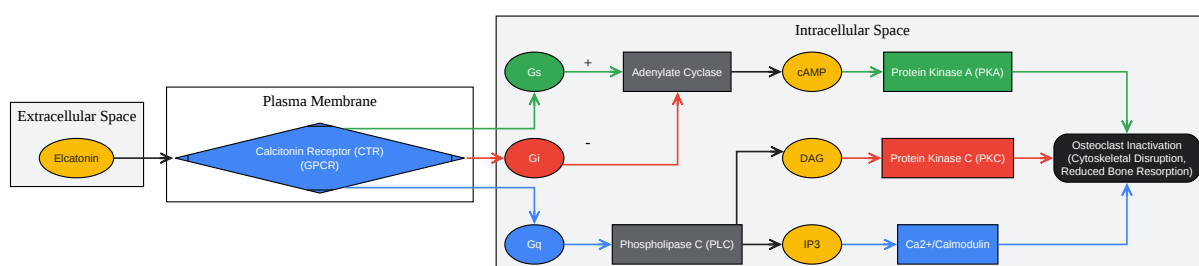 Intracellular Space
Plasma Membrane
Extracellular Space
Elcatonin
Calcitonin Receptor (CTR)
(GPCR)
Gs
+
Adenylate Cyclase
cAMP
Protein Kinase A (PKA)
Gi
-
DAG
Protein Kinase C (PKC)
Osteoclast Inactivation
(Cytoskeletal Disruption,
Reduced Bone Resorption)
Gq
Phospholipase C (PLC)
IP3
Ca2+/Calmodulin